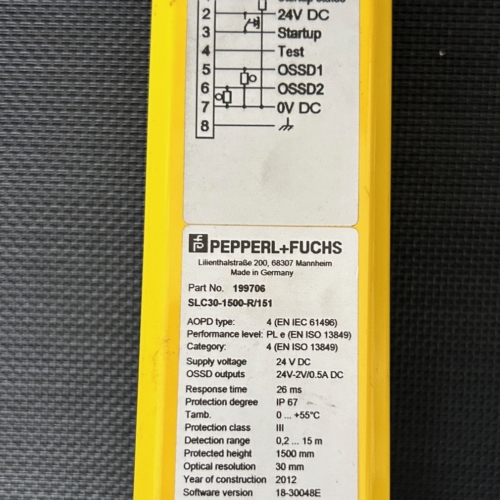 2 24V DC
3 Startup
4 Test
5 OSSD1
6 OSSD2
7 0V DC
8
PEPPERL+FUCHS
Lilienthalstraße 200, 68307 Mannheim
Made in Germany
Part No. 199706
SLC30-1500-R/151
AOPD type: 4 (EN IEC 61496)
Performance level: PL e (EN ISO 13849)
Category: 4 (EN ISO 13849)
Supply voltage 24 V DC
OSSD outputs 24V-2V/0.5A DC
Response time 26 ms
Protection degree IP 67
Tamb. 0 ... +55°C
Protection class III
Detection range 0,2 ... 15 m
Protected height 1500 mm
Optical resolution 30 mm
Year of construction 2012
Software version 18-30048E